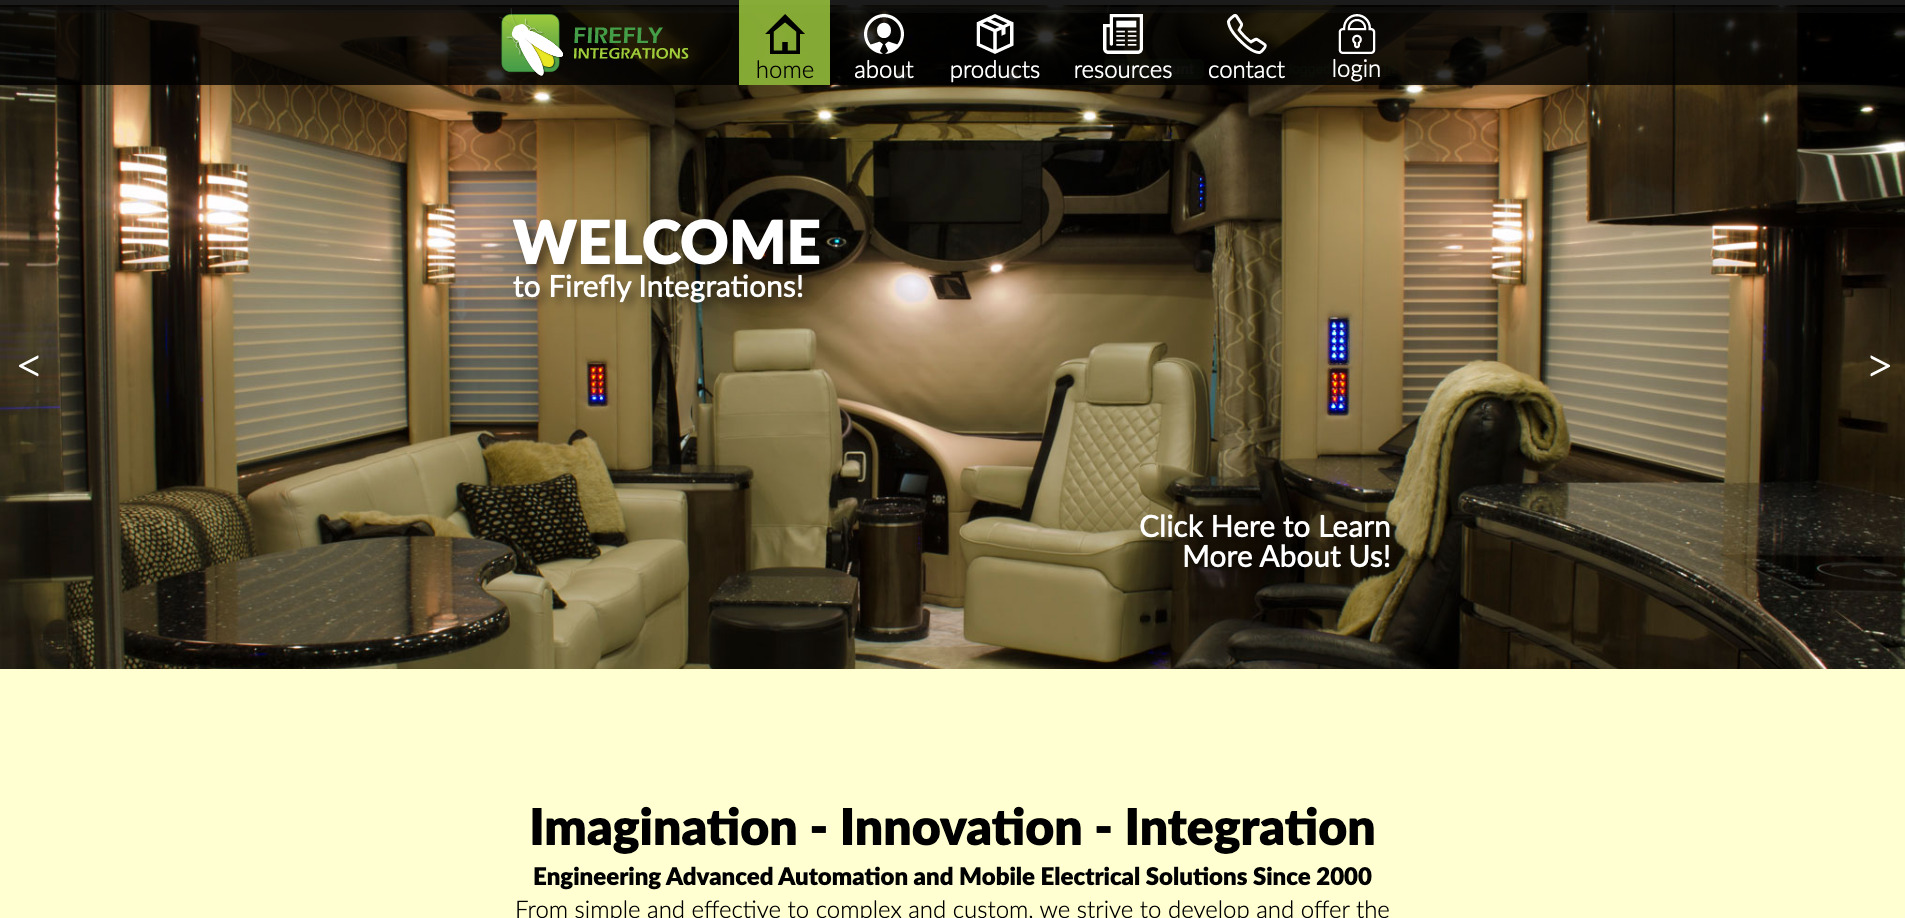 FIREFLY
INTEGRATIONS
home
about
products
resources
contact
login
WELCOME
to Firefly Integrations!
<
>
Click Here to Learn
More About Us!
Imagination - Innovation - Integration
Engineering Advanced Automation and Mobile Electrical Solutions Since 2000
From simple and effective to complex and custom, we strive to develop and offer the